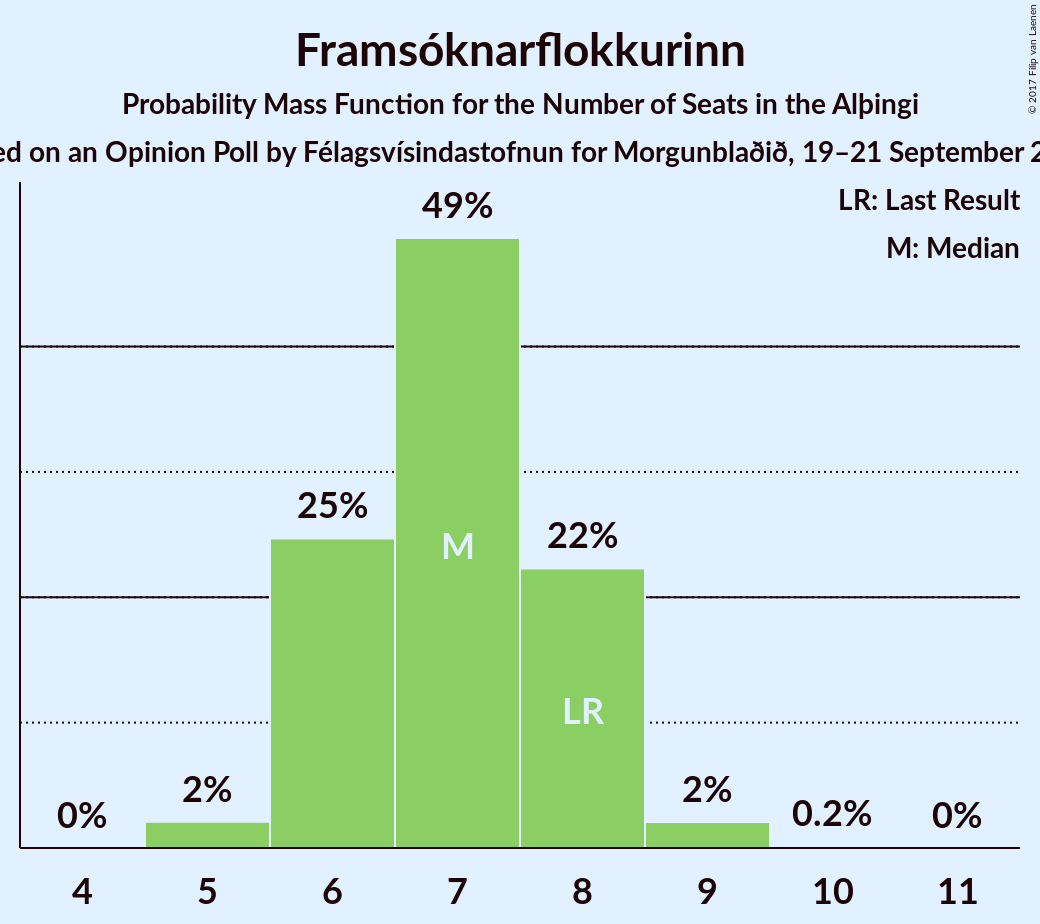 Framsóknarflokkurinn
Probability Mass Function for the Number of Seats in the Alþingi
on an Opinion Poll by Félagsvísindastofnun for Morgunblaðið, 19–21 September
© 2017 Filip van Laenen
LR: Last Result
M: Median
49%
25%
22%
M
LR
2%
2%
0%
0.2%
0%
4 5 6 7 8 9 10 11